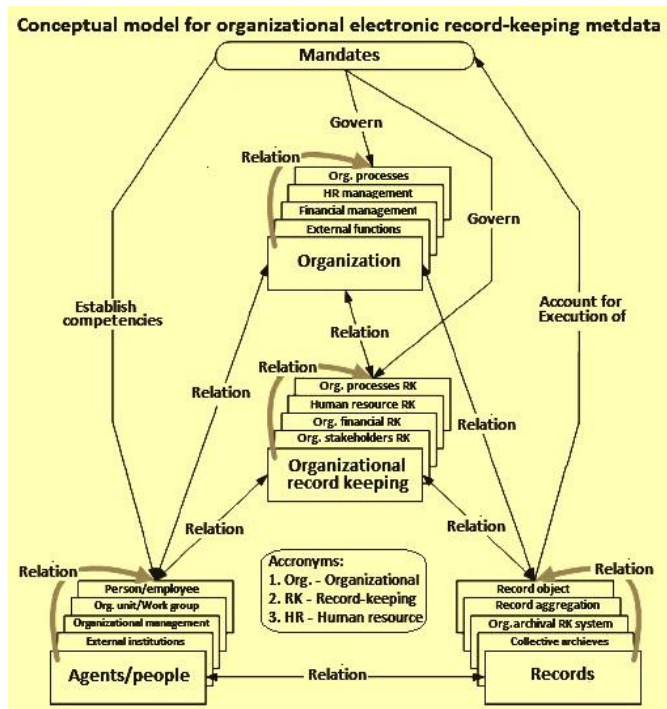 Conceptual model for organizational electronic record-keeping metdata
Mandates
Govern
Relation
Org. processes
HR management
Financial management
External functions
Organization
Govern
Establish
competencies
Account for
Execution of
Relation
Relation
Relation
Org. processes RK
Human resource RK
Org. financial RK
Org. stakeholders RK
Organizational
record keeping
Relation
Relation
Relation
Relation
Person/employee
Org. unit/Work group
Organizational management
External institutions
Agents/people
Accronyms:
1. Org. - Organizational
2. RK - Record-keeping
3. HR - Human resource
Relation
Record object
Record aggregation
Org.archival RK system
Collective archieves
Records
Relation